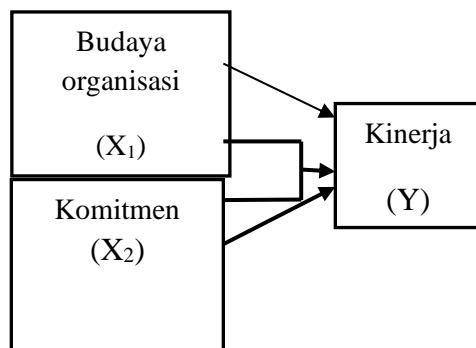 Budaya
organisasi
(X₁)
Komitmen
(X₂)
Kinerja
(Y)